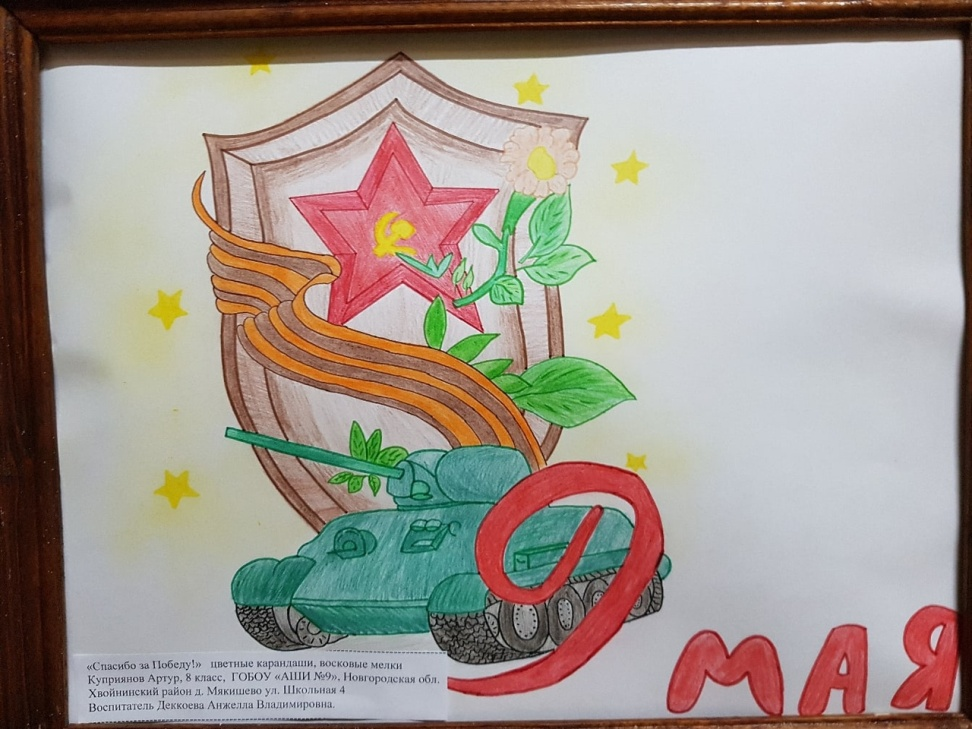 9 МАЯ
«Спасибо за Победу!» цветные карандаши, восковые мелки
Куприянов Артур, 8 класс, ГОБОУ «АШИ №9», Новгородская обл.
Хвойнинский район д. Мякишево ул. Школьная 4
Воспитатель Деккоева Анжелла Владимировна.